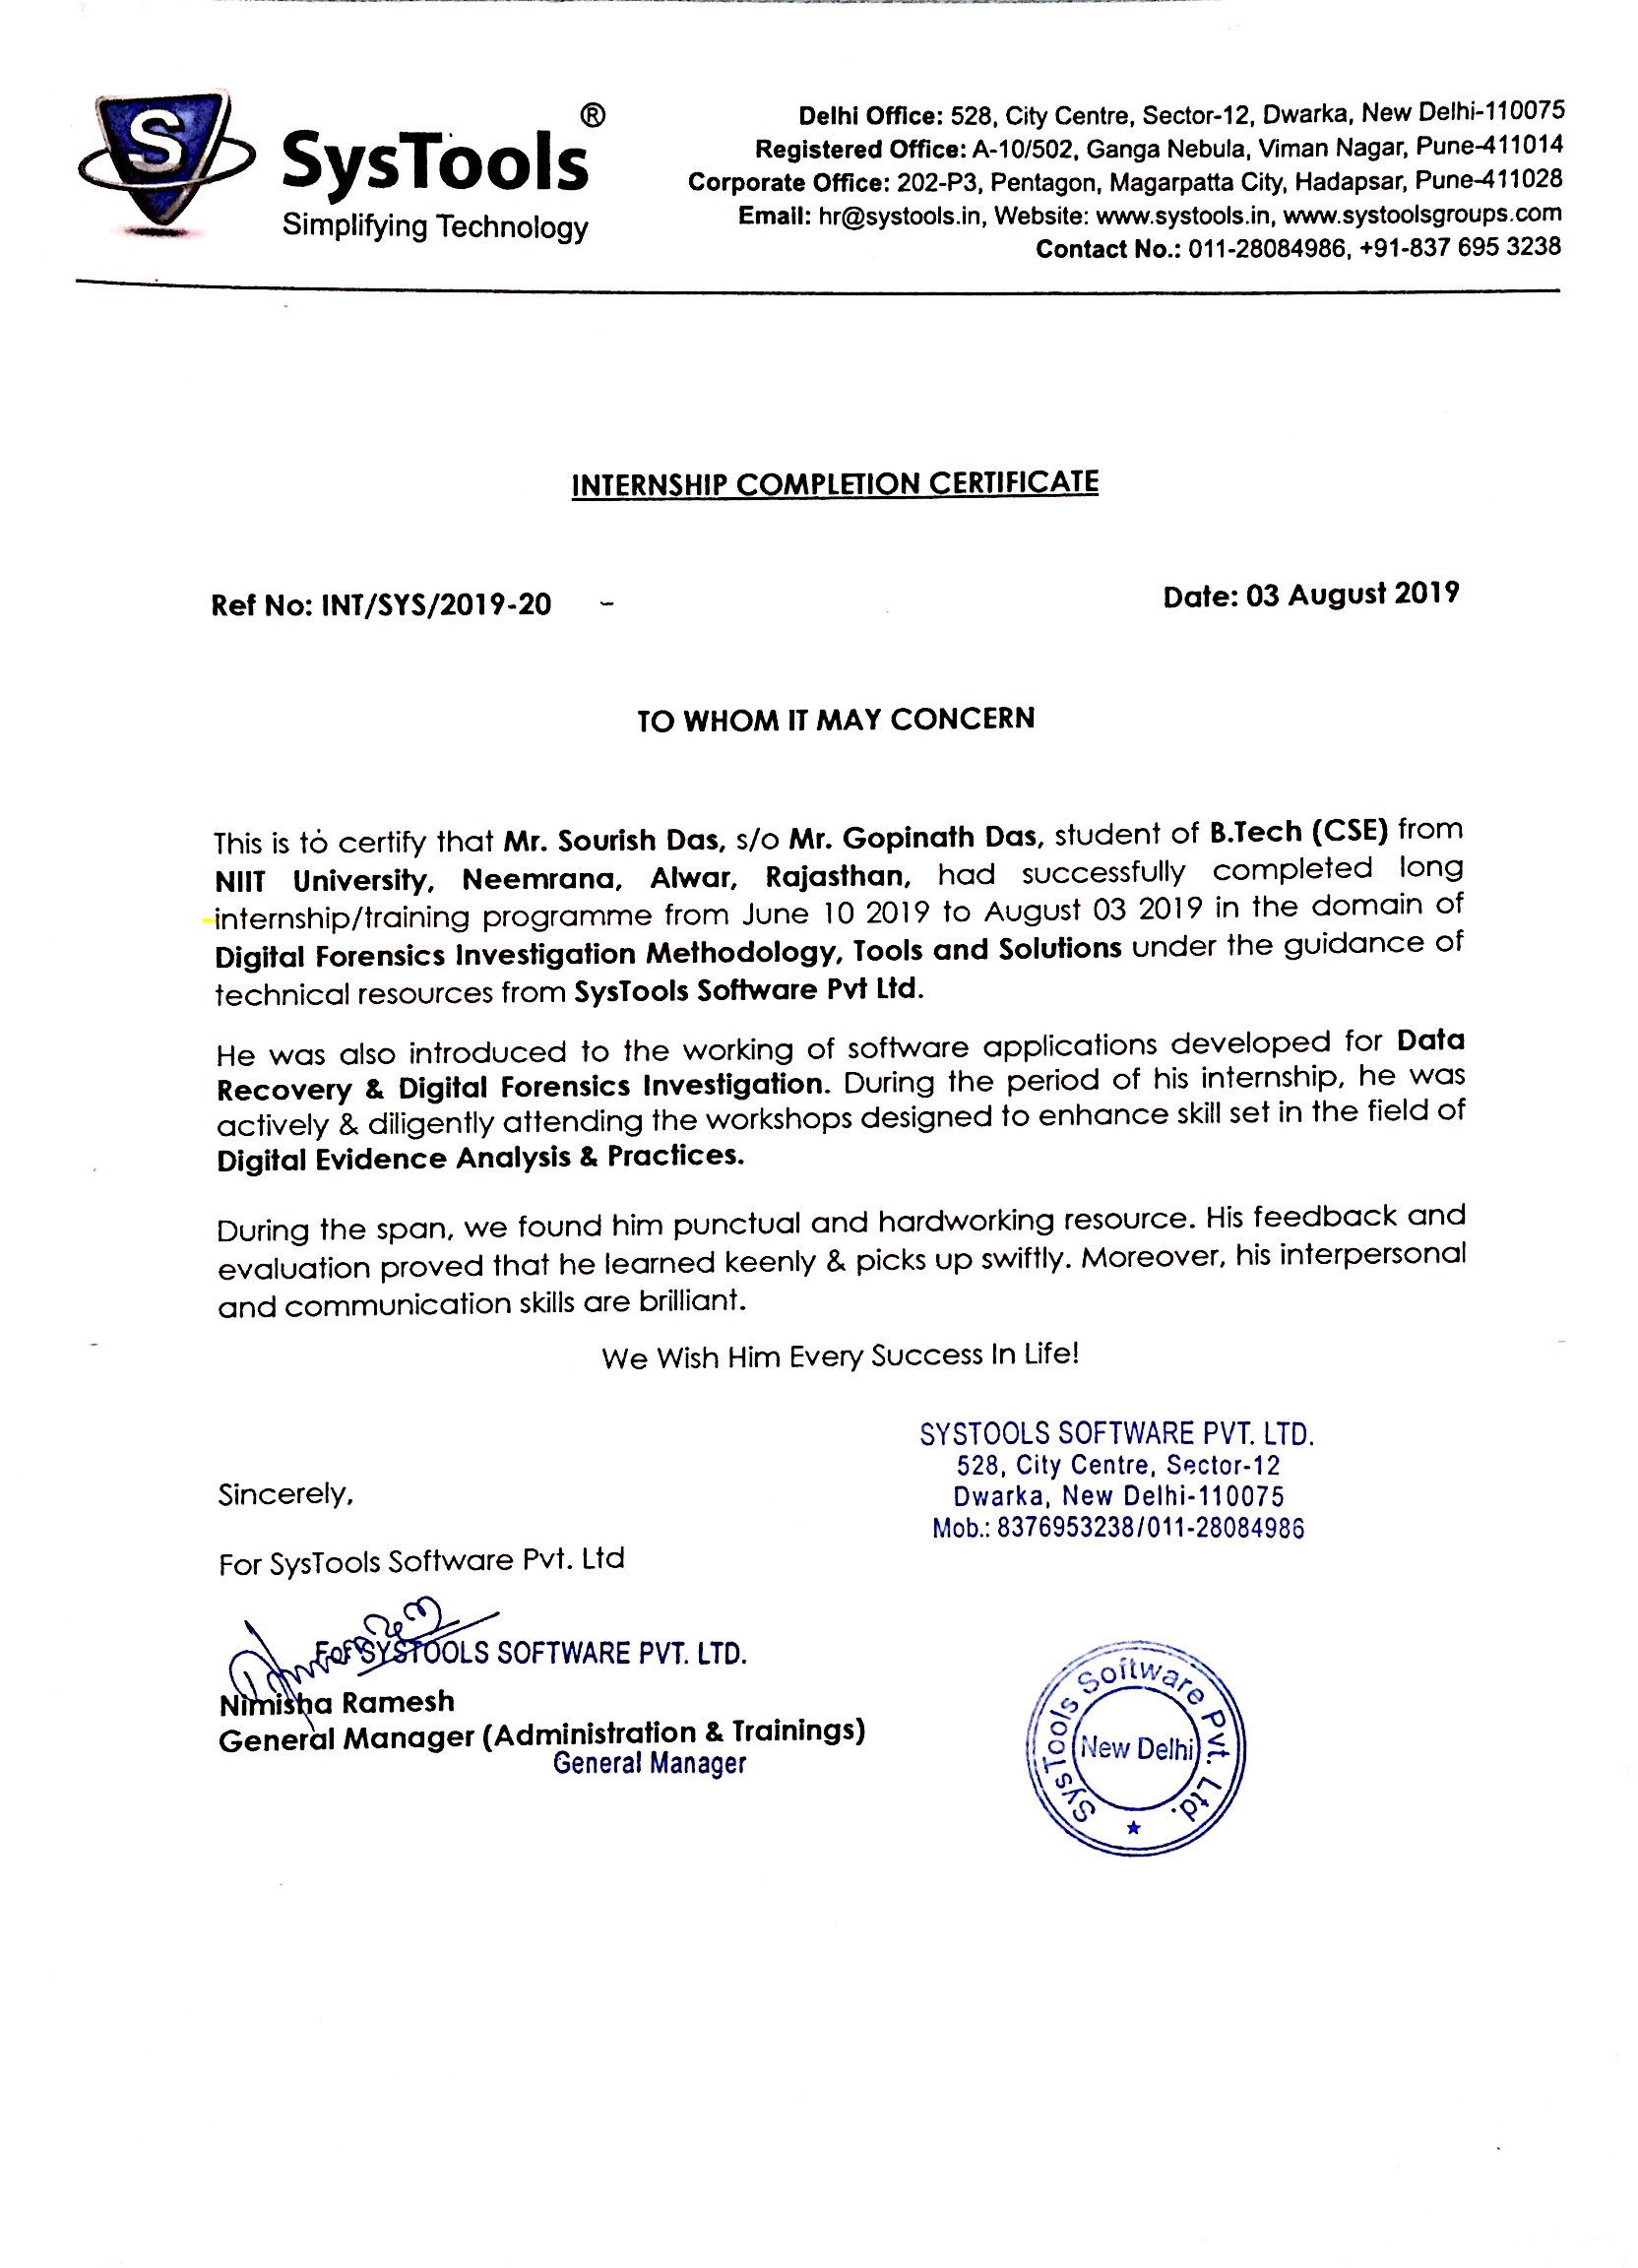 S
SysTools®
Simplifying Technology
Delhi Office: 528, City Centre, Sector-12, Dwarka, New Delhi-110075
Registered Office: A-10/502, Ganga Nebula, Viman Nagar, Pune-411014
Corporate Office: 202-P3, Pentagon, Magarpatta City, Hadapsar, Pune-411028
Email: hr@systools.in, Website: www.systools.in, www.systoolsgroups.com
Contact No.: 011-28084986, +91-837 695 3238
INTERNSHIP COMPLETION CERTIFICATE
Ref No: INT/SYS/2019-20 -
Date: 03 August 2019
TO WHOM IT MAY CONCERN
This is to certify that Mr. Sourish Das, s/o Mr. Gopinath Das, student of B.Tech (CSE) from
NIIT University, Neemrana, Alwar, Rajasthan, had successfully completed long
internship/training programme from June 10 2019 to August 03 2019 in the domain of
Digital Forensics Investigation Methodology, Tools and Solutions under the guidance of
technical resources from SysTools Software Pvt Ltd.
He was also introduced to the working of software applications developed for Data
Recovery & Digital Forensics Investigation. During the period of his internship, he was
actively & diligently attending the workshops designed to enhance skill set in the field of
Digital Evidence Analysis & Practices.
During the span, we found him punctual and hardworking resource. His feedback and
evaluation proved that he learned keenly & picks up swiftly. Moreover, his interpersonal
and communication skills are brilliant.
We Wish Him Every Success In Life!
SYSTOOLS SOFTWARE PVT. LTD.
528, City Centre, Sector-12
Dwarka, New Delhi-110075
Mob.: 8376953238/011-28084986
Sincerely,
For SysTools Software Pvt. Ltd
For SYSTOOLS SOFTWARE PVT. LTD.
Nimisha Ramesh
General Manager (Administration & Trainings)
General Manager
SysTools Software Pvt. Ltd.
New Delhi